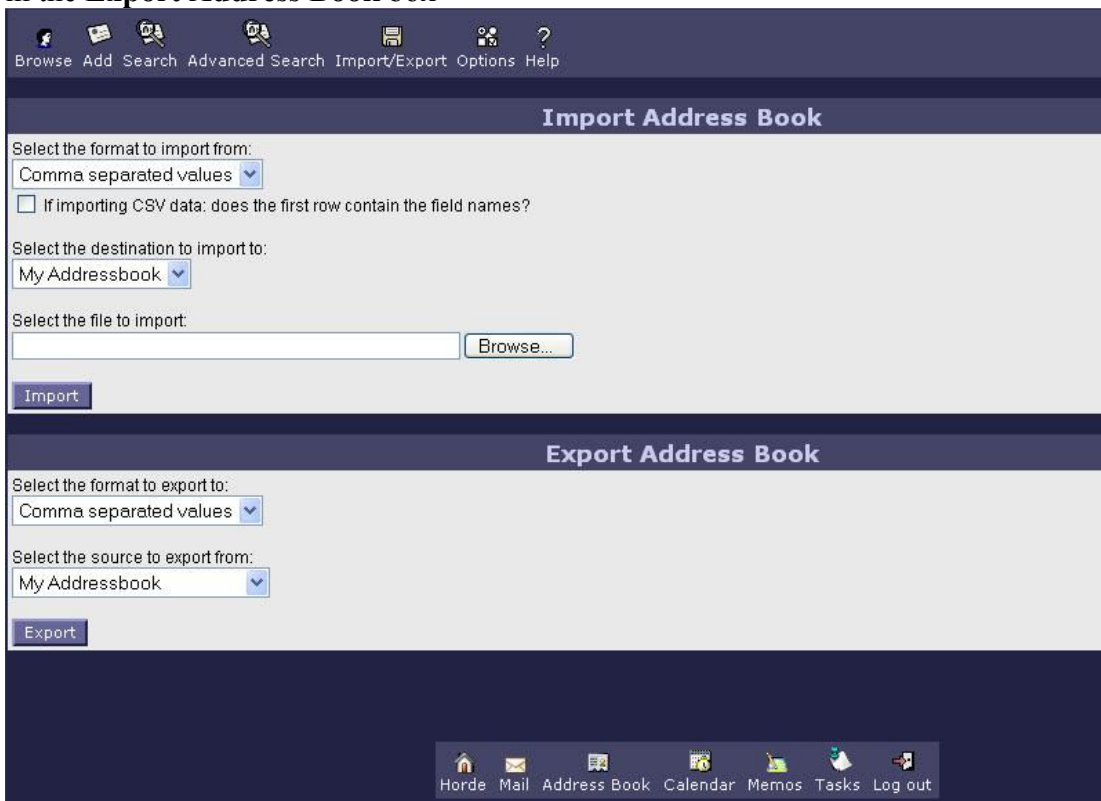 in the Export Address Book box
Browse Add Search Advanced Search Import/Export Options Help
Import Address Book
Select the format to import from:
Comma separated values
If importing CSV data: does the first row contain the field names?
Select the destination to import to:
My Addressbook
Select the file to import:
Browse...
Import
Export Address Book
Select the format to export to:
Comma separated values
Select the source to export from:
My Addressbook
Export
Horde Mail Address Book Calendar Memos Tasks Log out